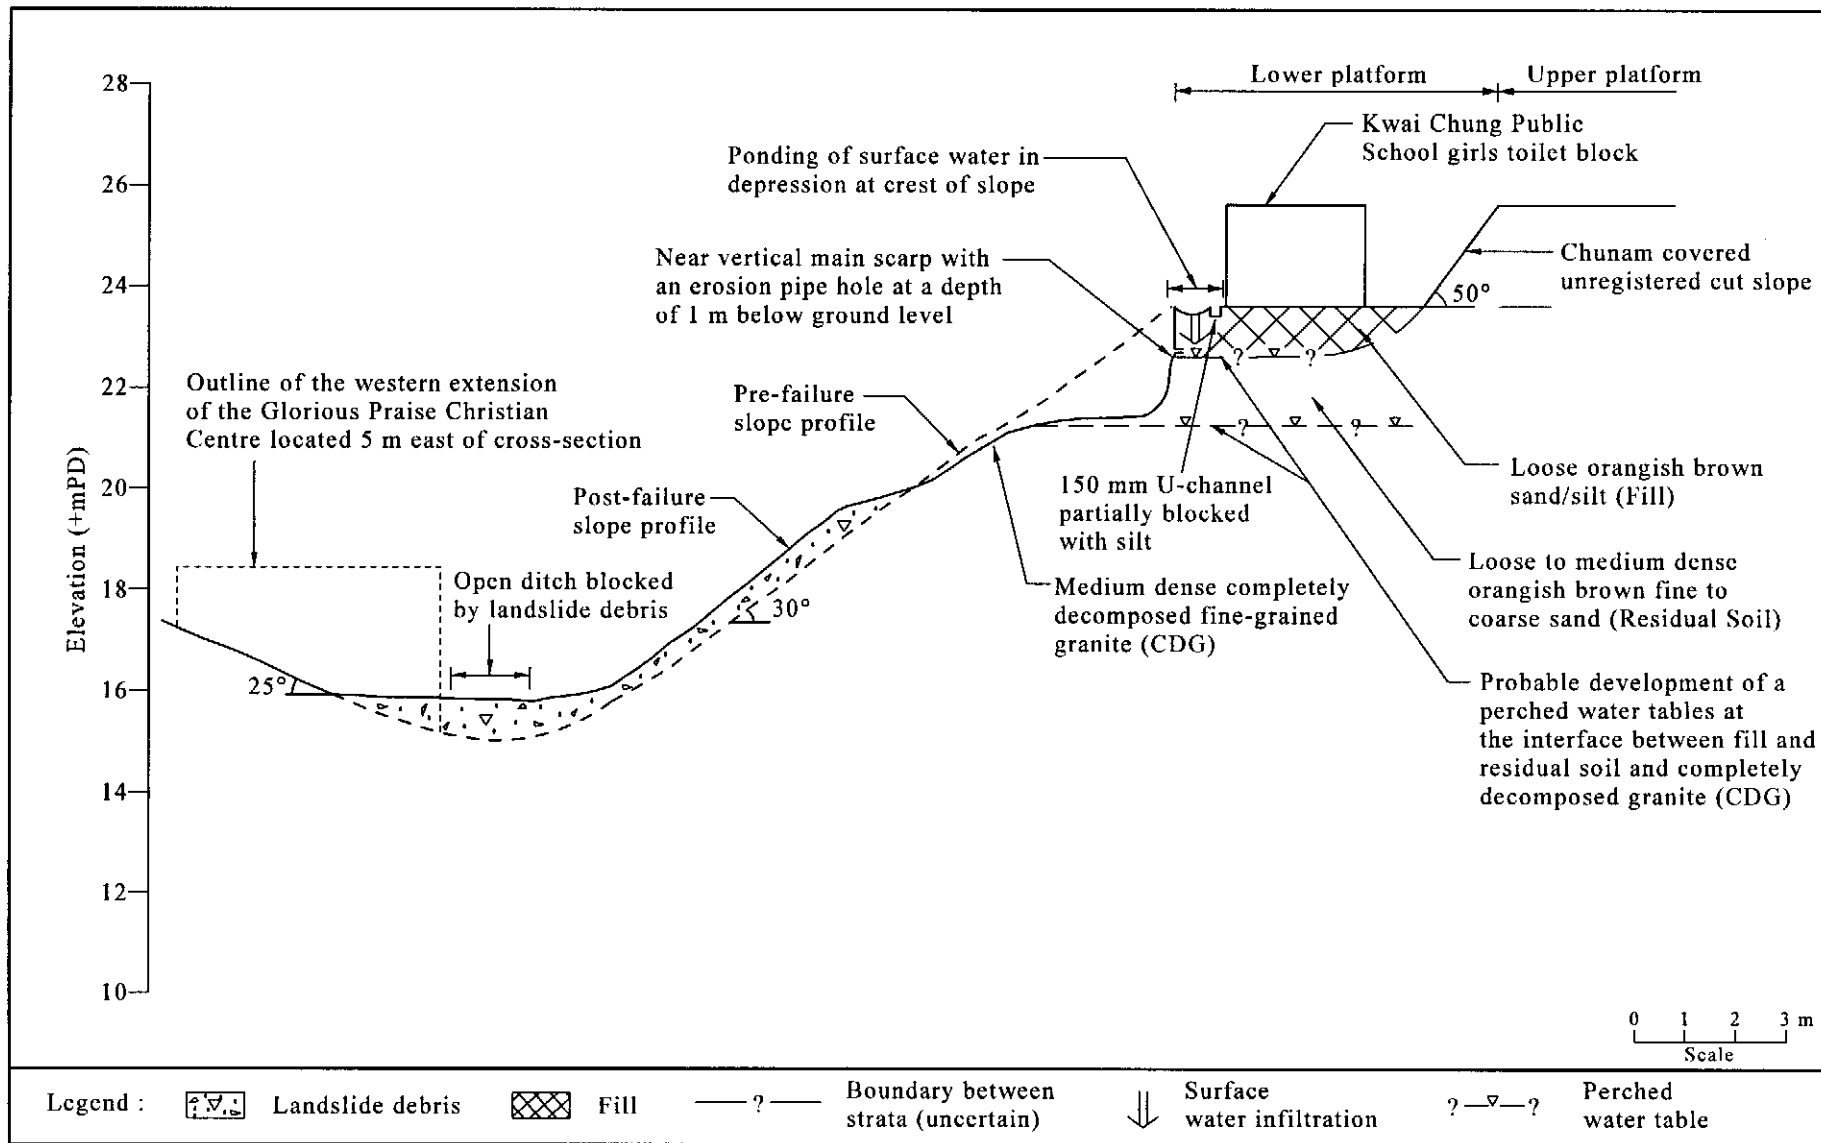 28
26
24
22
20
18
16
14
12
10
Elevation (+mPD)
Lower platform
Upper platform
Kwai Chung Public
School girls toilet block
Ponding of surface water in
depression at crest of slope
Near vertical main scarp with
an erosion pipe hole at a depth
of 1 m below ground level
Chunam covered
unregistered cut slope
50°
Outline of the western extension
of the Glorious Praise Christian
Centre located 5 m east of cross-section
Pre-failure
slope profile
? ?
? ?
Post-failure
slope profile
150 mm U-channel
partially blocked
with silt
Loose orangish brown
sand/silt (Fill)
Open ditch blocked
by landslide debris
30°
25°
Medium dense completely
decomposed fine-grained
granite (CDG)
Loose to medium dense
orangish brown fine to
coarse sand (Residual Soil)
Probable development of a
perched water tables at
the interface between fill and
residual soil and completely
decomposed granite (CDG)
0 1 2 3 m
Scale
Legend :
Landslide debris
Fill
?
Boundary between
strata (uncertain)
Surface
water infiltration
? ?
Perched
water table